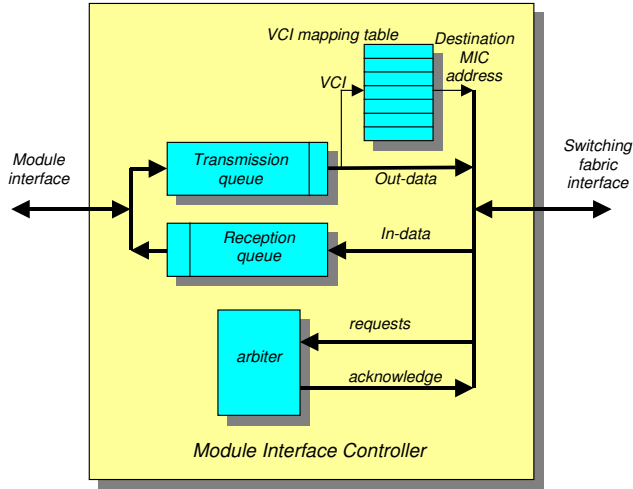 VCI mapping table
Destination
MIC
address
VCI
Module
interface
Transmission
queue
Out-data
Switching
fabric
interface
Reception
queue
In-data
requests
arbiter
acknowledge
Module Interface Controller